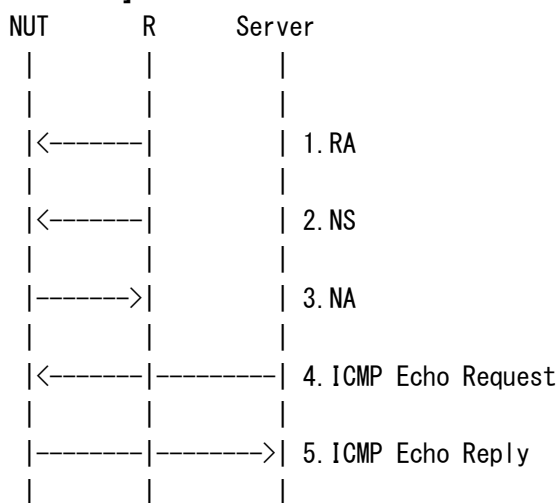 NUT R Server
| | |
| | |
|<-------| | 1. RA
| | |
|<-------| | 2. NS
| | |
|------->| | 3. NA
| | |
|<-------|---------| 4. ICMP Echo Request
| | |
|--------|-------->| 5. ICMP Echo Reply
| | |